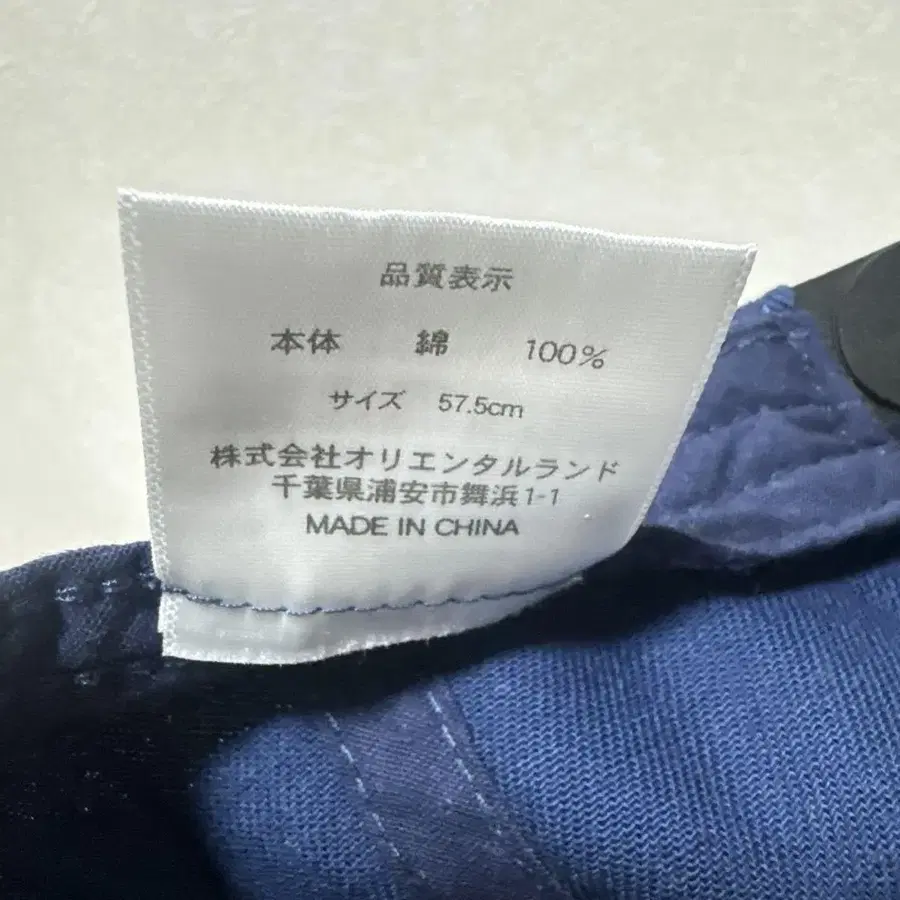 品質表示
本体 綿 100%
サイズ 57.5cm
株式会社オリエンタルランド
千葉県浦安市舞浜1-1
MADE IN CHINA